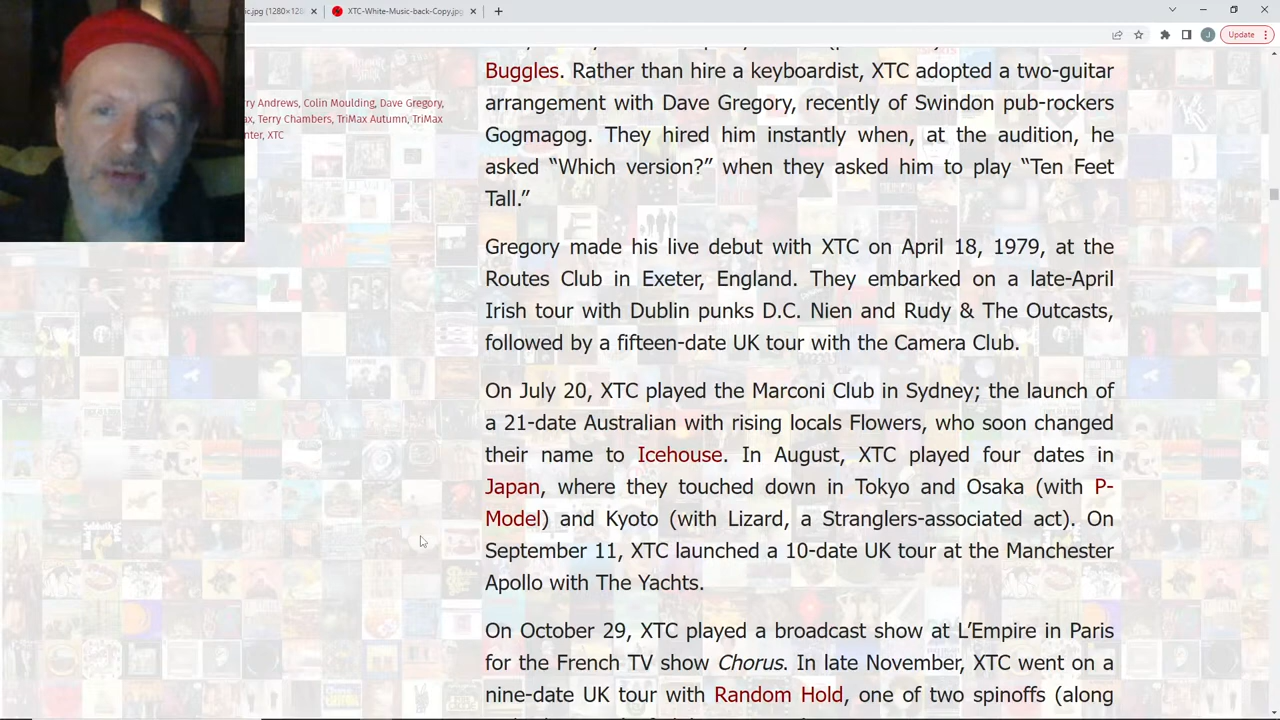 ic.jpg (1280×128
XTC-White-Music-back-Copy.jpg
Update
J
ry Andrews, Colin Moulding, Dave Gregory,
ax, Terry Chambers, TriMax Autumn, TriMax
nter, XTC
Buggles. Rather than hire a keyboardist, XTC adopted a two-guitar
arrangement with Dave Gregory, recently of Swindon pub-rockers
Gogmagog. They hired him instantly when, at the audition, he
asked “Which version?” when they asked him to play “Ten Feet
Tall.”
Gregory made his live debut with XTC on April 18, 1979, at the
Routes Club in Exeter, England. They embarked on a late-April
Irish tour with Dublin punks D.C. Nien and Rudy & The Outcasts,
followed by a fifteen-date UK tour with the Camera Club.
On July 20, XTC played the Marconi Club in Sydney; the launch of
a 21-date Australian with rising locals Flowers, who soon changed
their name to Icehouse. In August, XTC played four dates in
Japan, where they touched down in Tokyo and Osaka (with P-
Model) and Kyoto (with Lizard, a Stranglers-associated act). On
September 11, XTC launched a 10-date UK tour at the Manchester
Apollo with The Yachts.
On October 29, XTC played a broadcast show at L’Empire in Paris
for the French TV show Chorus. In late November, XTC went on a
nine-date UK tour with Random Hold, one of two spinoffs (along